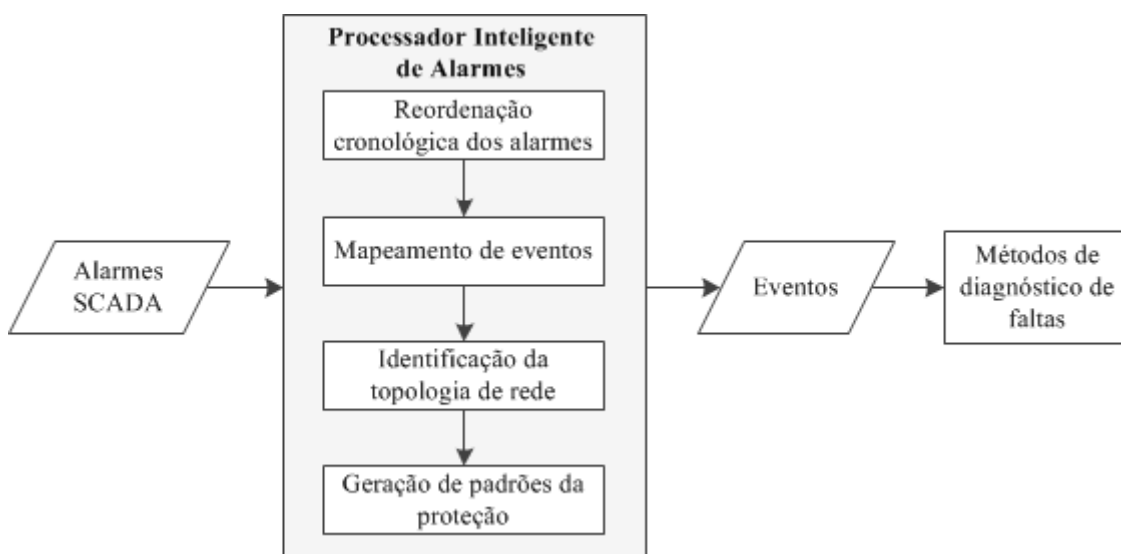 Processador Inteligente
de Alarmes
Reordenação
cronológica dos alarmes
Mapeamento de eventos
Identificação da
topologia de rede
Geração de padrões da
proteção
Alarmes
SCADA
Eventos
Métodos de
diagnóstico de
faltas